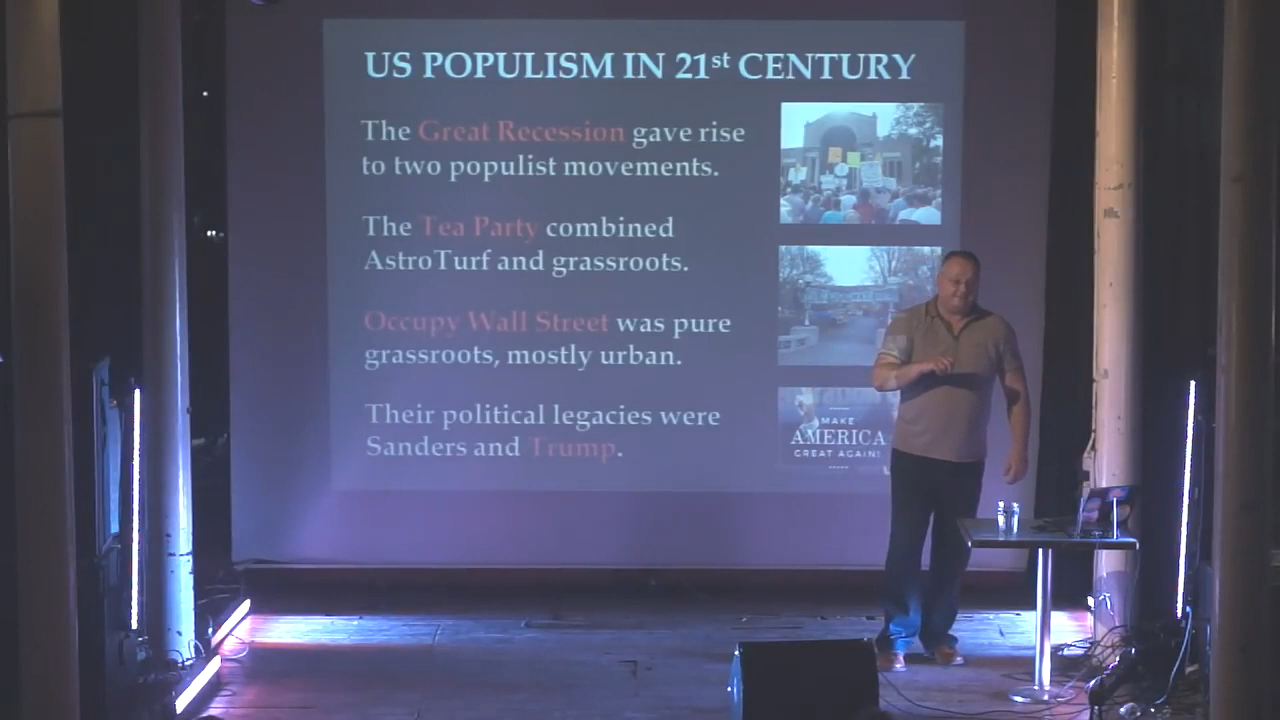 US POPULISM IN 21st CENTURY
The Great Recession gave rise
to two populist movements.
The Tea Party combined
AstroTurf and grassroots.
Occupy Wall Street was pure
grassroots, mostly urban.
Their political legacies were
Sanders and Trump.
MAKE
AMERICA
GREAT AGAIN!